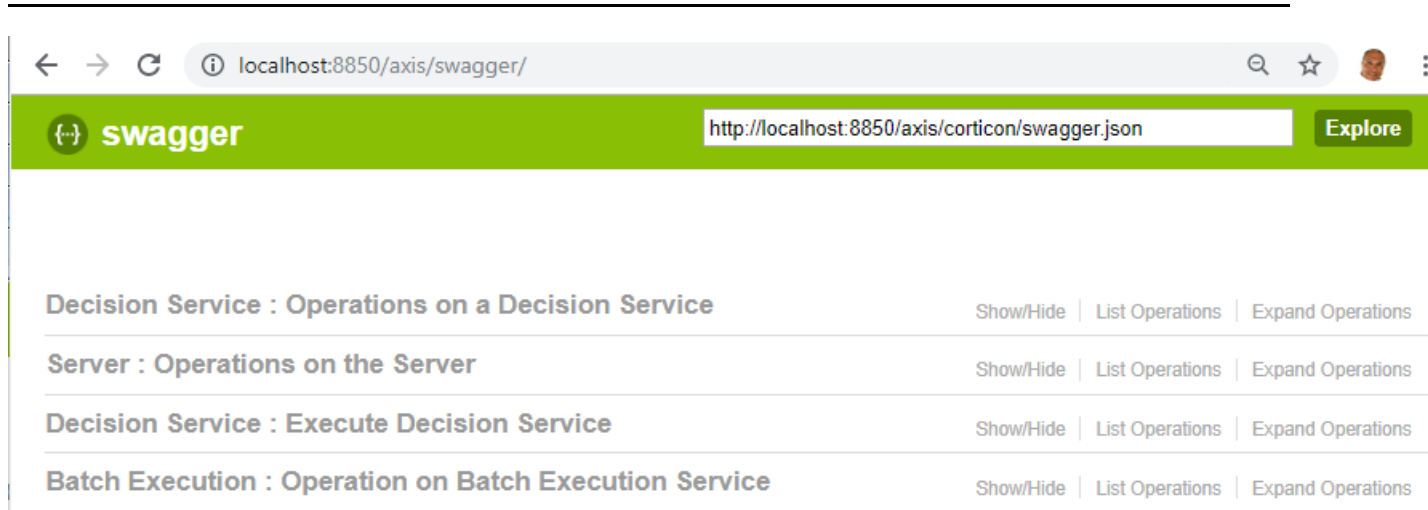 localhost:8850/axis/swagger/
swagger http://localhost:8850/axis/corticon/swagger.json Explore
Decision Service : Operations on a Decision Service Show/Hide List Operations Expand Operations
Server : Operations on the Server Show/Hide List Operations Expand Operations
Decision Service : Execute Decision Service Show/Hide List Operations Expand Operations
Batch Execution : Operation on Batch Execution Service Show/Hide List Operations Expand Operations